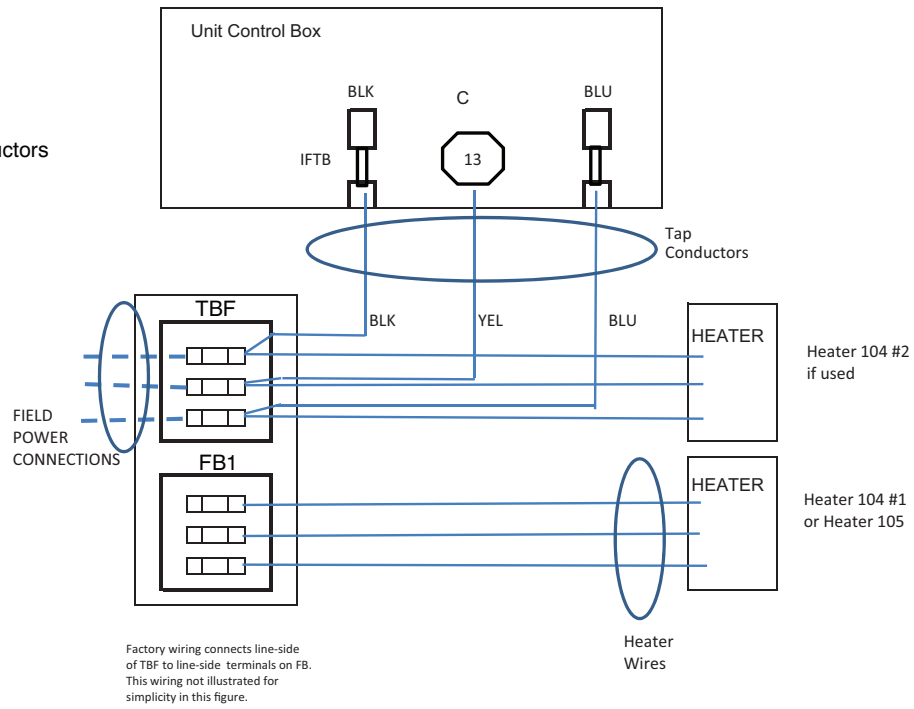 Unit Control Box
BLK
C
BLU
uctors
IFTB
13
Tap
Conductors
TBF
BLK
YEL
BLU
HEATER
Heater 104 #2
if used
FIELD
POWER
CONNECTIONS
FB1
HEATER
Heater 104 #1
or Heater 105
Heater
Wires
Factory wiring connects line-side
of TBF to line-side terminals on FB.
This wiring not illustrated for
simplicity in this figure.